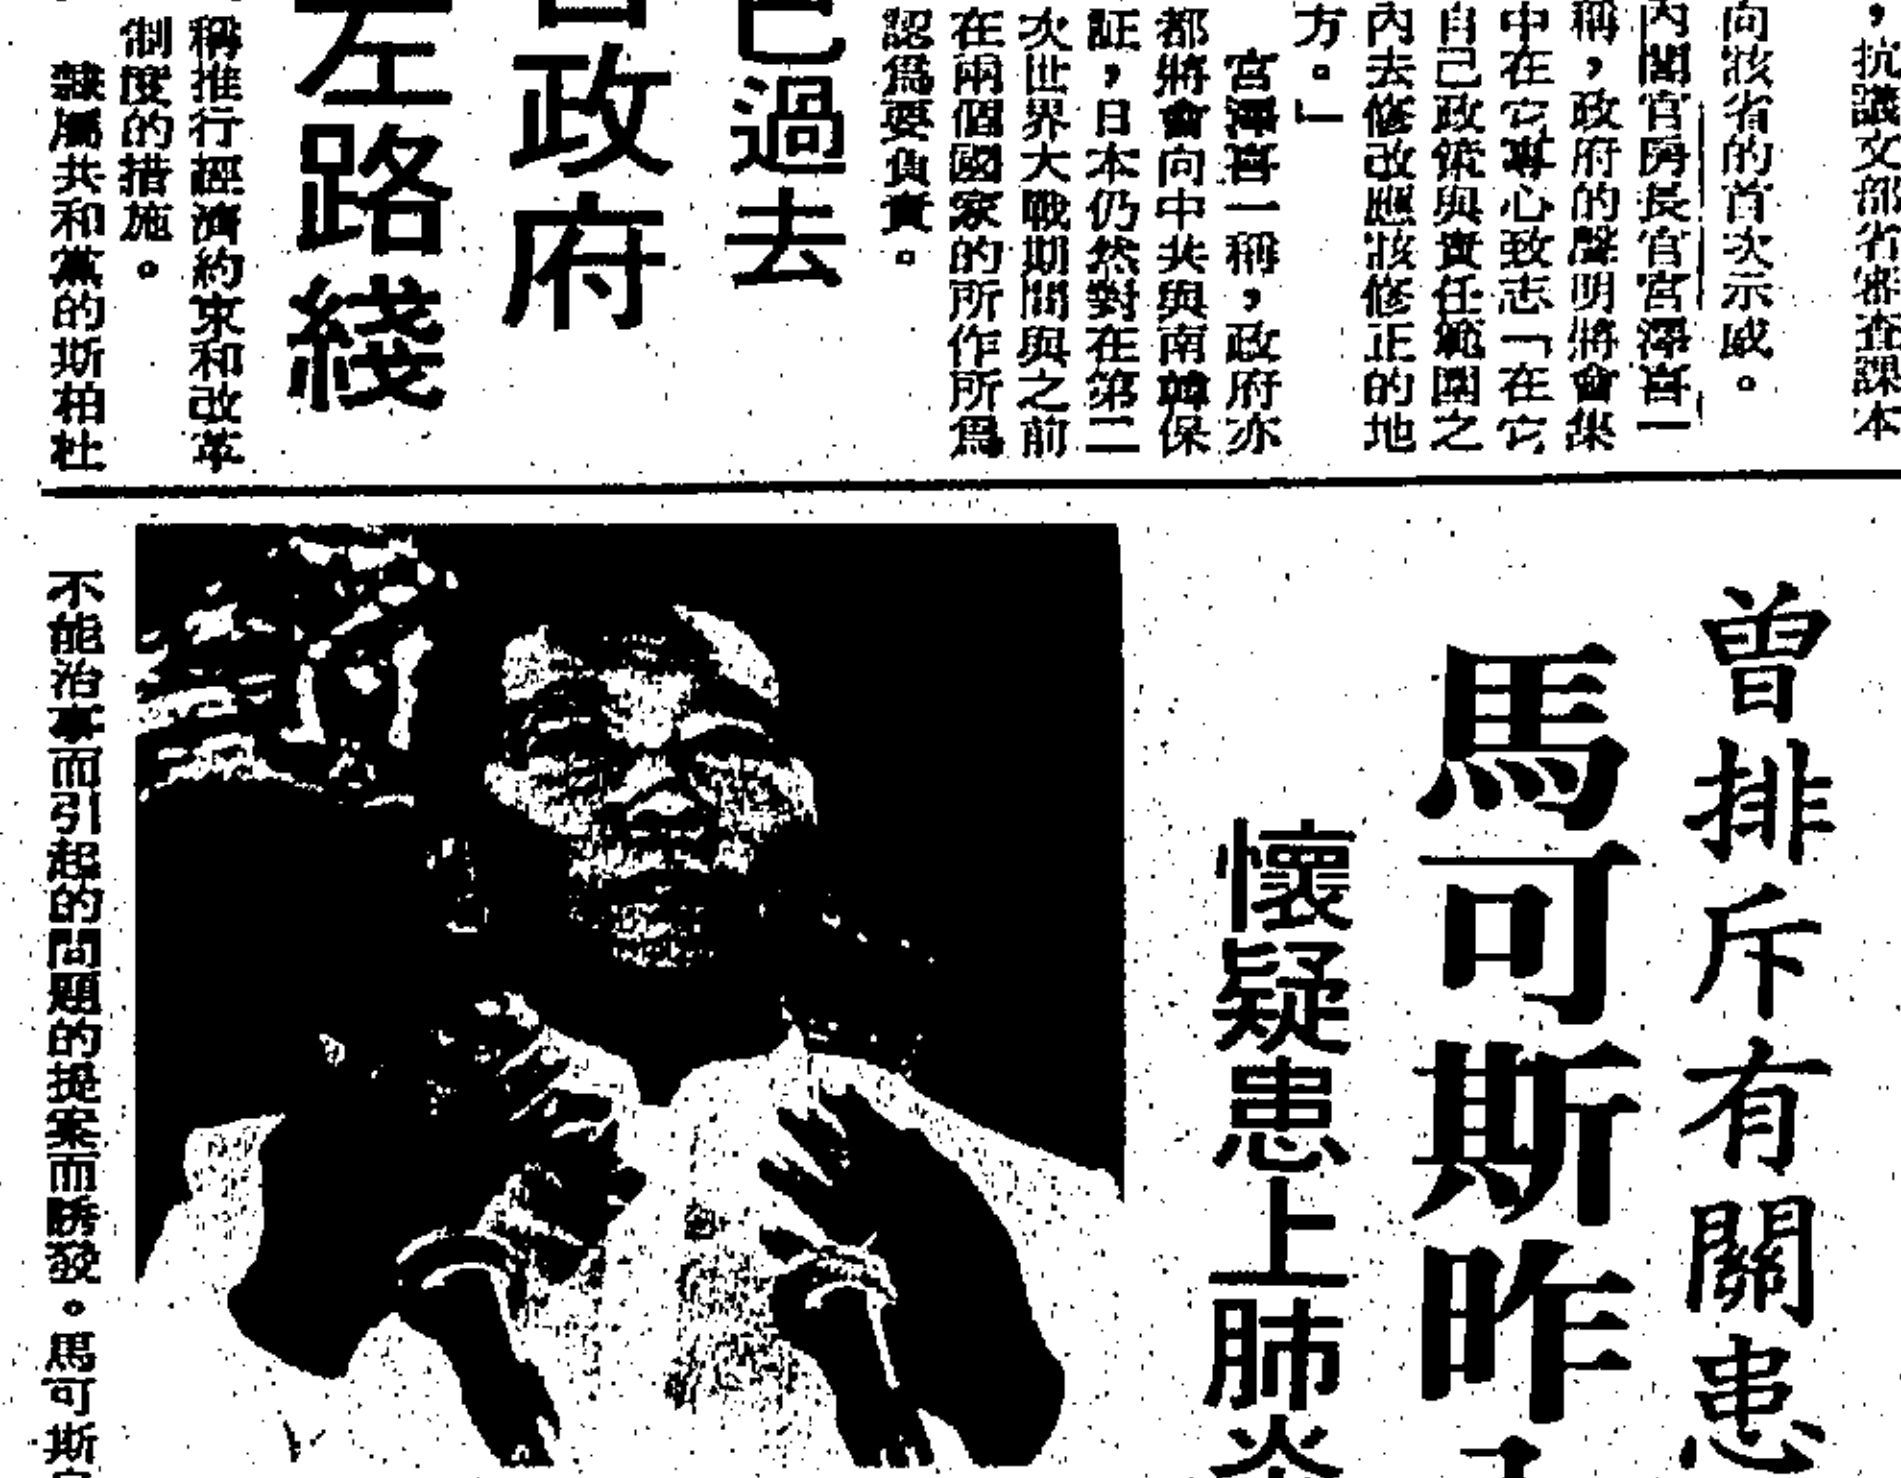 ，抗議文部省審查課本
向該省的首次示威。
內閣官房長官宮澤喜一
稱，政府的聲明將會集
中在它專心致志「在它
自己政策與責任範圍之
內去修改應該修正的地
方。」
宮澤喜一稱，政府亦
都將會向中共與南韓保
証，日本仍然對在第二
次世界大戰期間與之前
在兩個國家的所作所爲
認爲要負責。
已過去
政府
左路綫
稱推行經濟約束和改革
制度的措施。
隸屬共和黨的斯柏杜
曾排斥有關患
馬可斯昨
懷疑患上肺炎
不能治事而引起的問題的提案而誘發。馬可斯